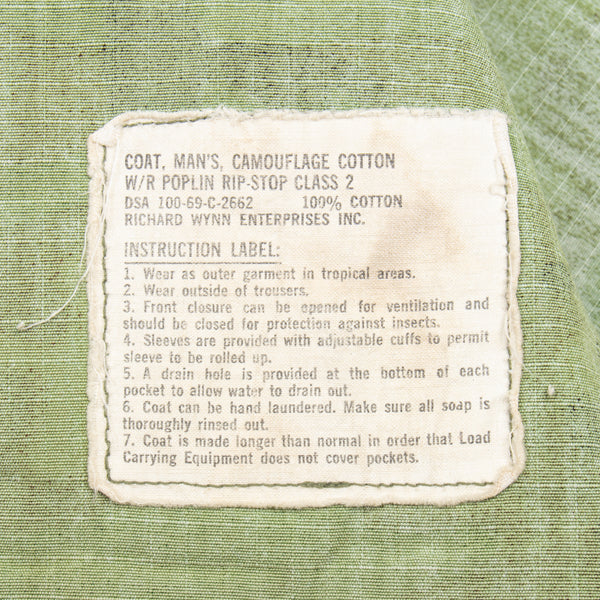 COAT, MAN'S, CAMOUFLAGE COTTON
W/R POPLIN RIP-STOP CLASS 2
DSA 100-69-C-2662 100% COTTON
RICHARD WYNN ENTERPRISES INC.
INSTRUCTION LABEL:
1. Wear as outer garment in tropical areas.
2. Wear outside of trousers.
3. Front closure can be opened for ventilation and
should be closed for protection against insects.
4. Sleeves are provided with adjustable cuffs to permit
sleeve to be rolled up.
5. A drain hole is provided at the bottom of each
pocket to allow water to drain out.
6. Coat can be hand laundered. Make sure all soap is
thoroughly rinsed out.
7. Coat is made longer than normal in order that Load
Carrying Equipment does not cover pockets.